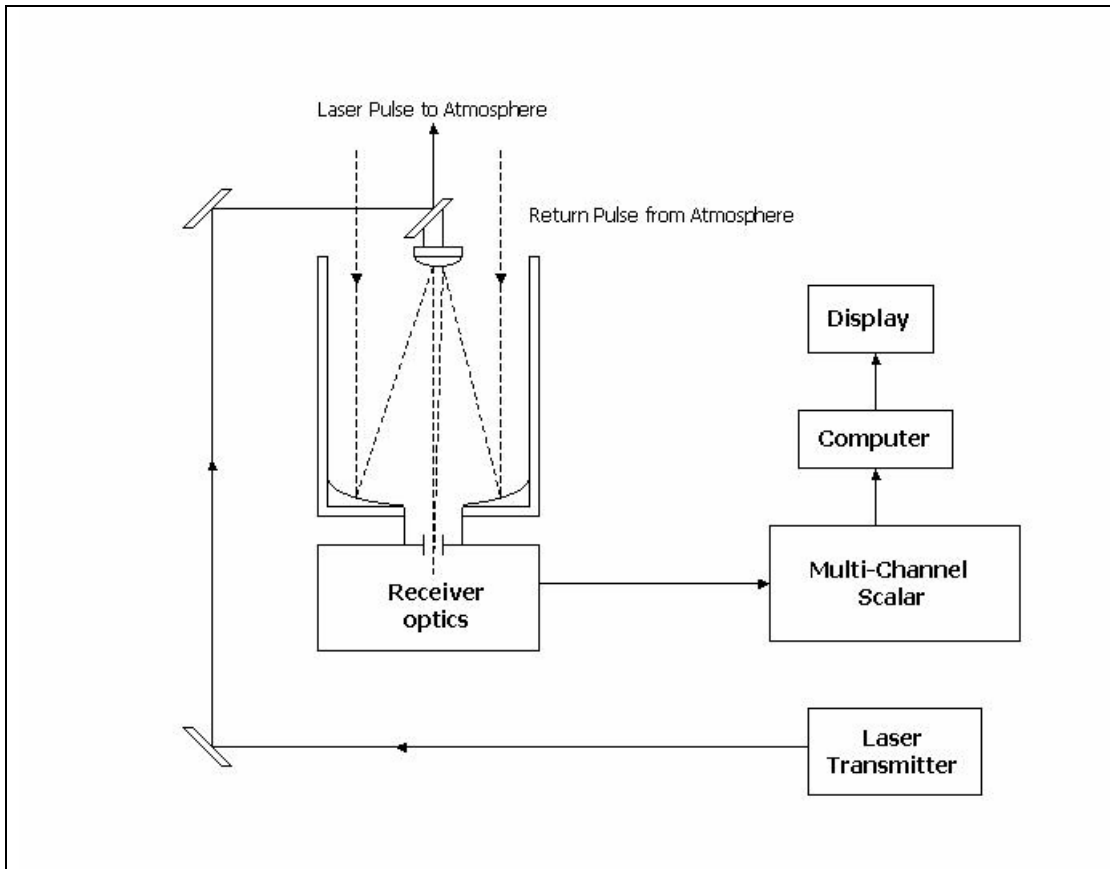 Laser Pulse to Atmosphere
Return Pulse from Atmosphere
Display
Computer
Multi-Channel
Scalar
Receiver
optics
Laser
Transmitter